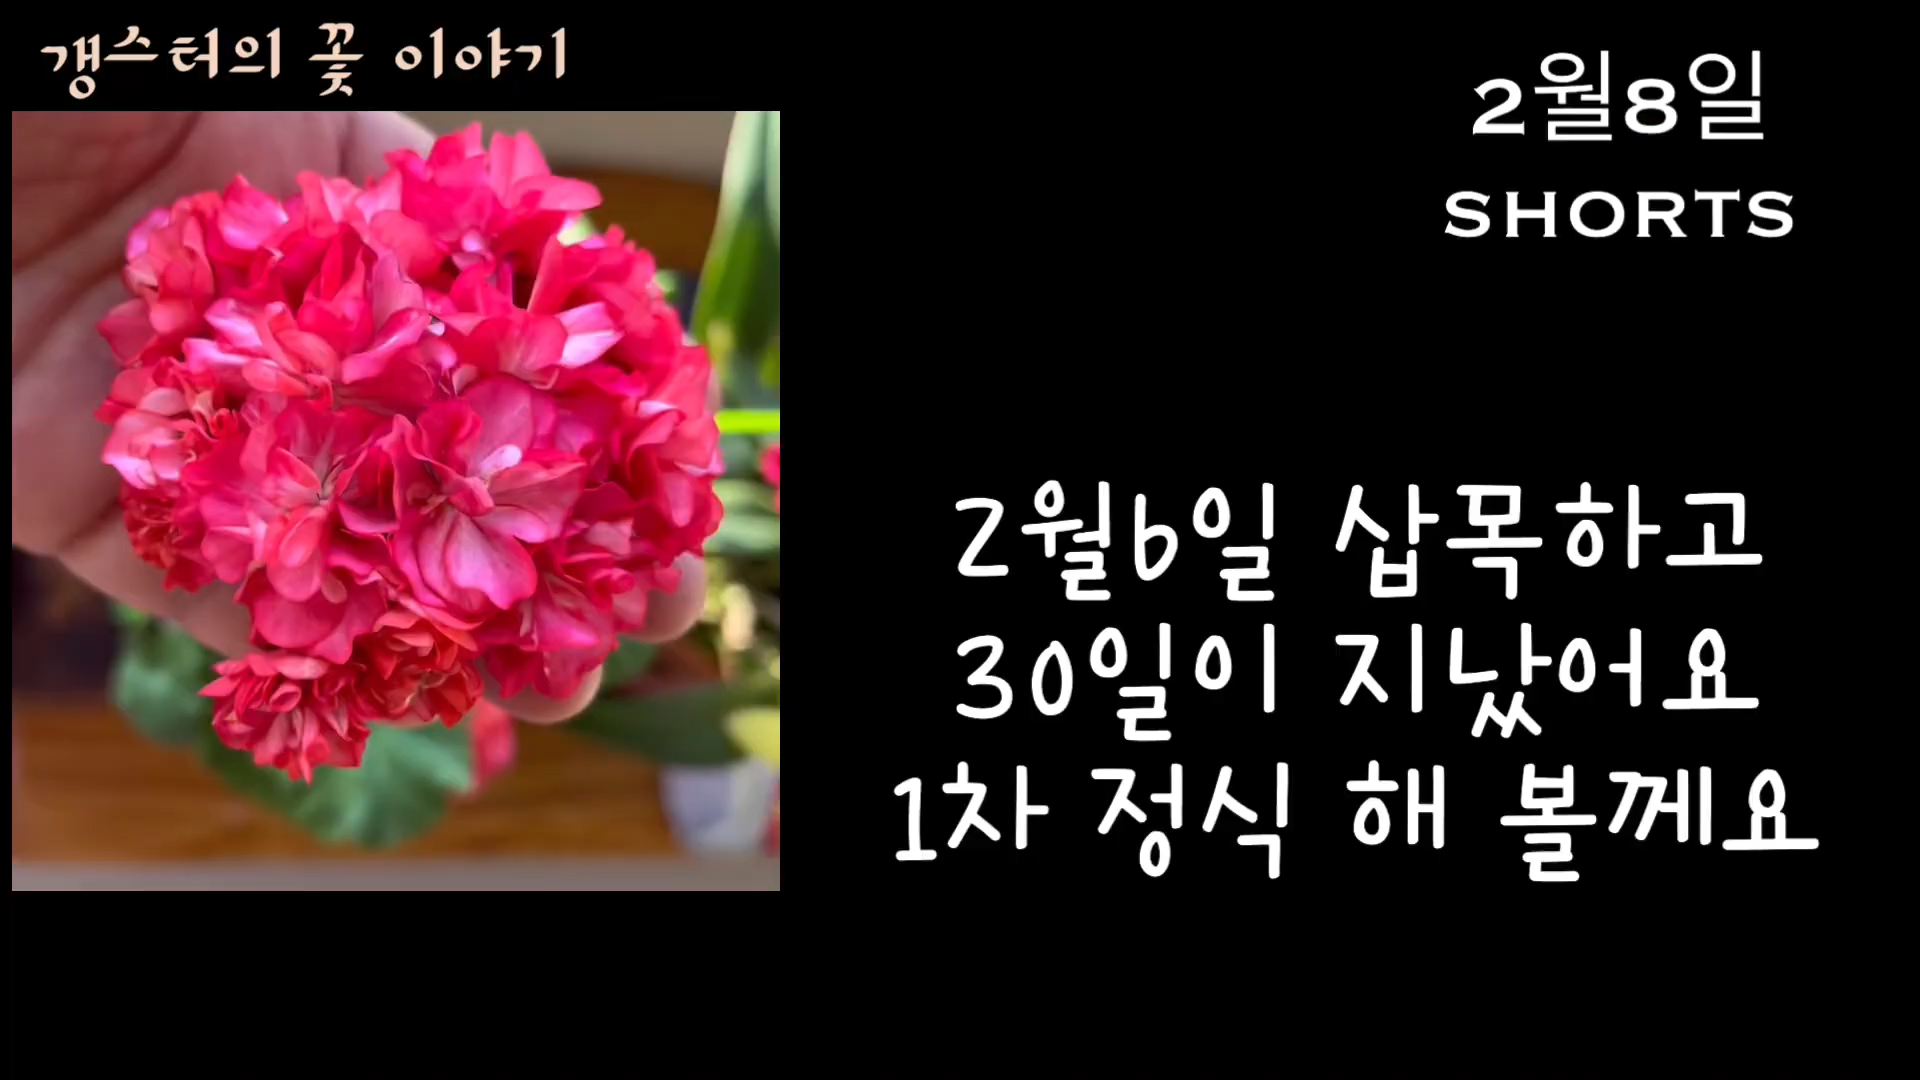 갱스터의 꽃 이야기
2월8일
SHORTS
2월6일 삽목하고
30일이 지났어요
1차 정식 해 볼께요